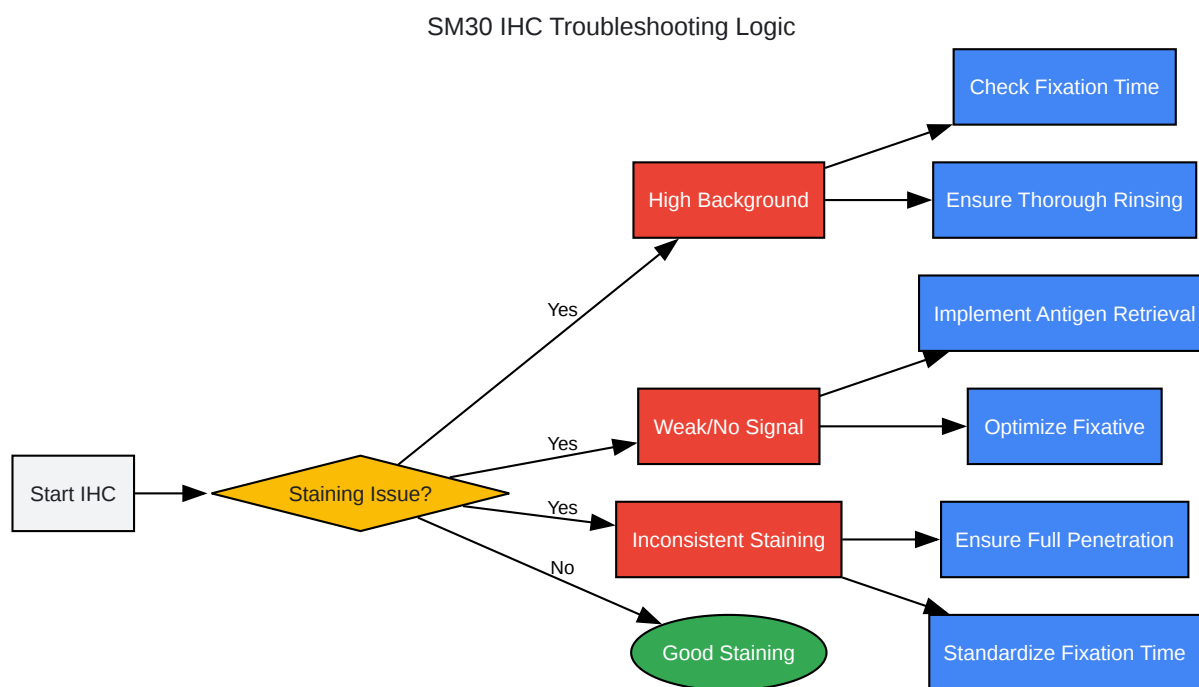 SM30 IHC Troubleshooting Logic
Check Fixation Time
High Background
Ensure Thorough Rinsing
Implement Antigen Retrieval
Yes
Weak/No Signal
Optimize Fixative
Yes
Start IHC
Staining Issue?
Yes
Inconsistent Staining
Ensure Full Penetration
No
Good Staining
Standardize Fixation Time